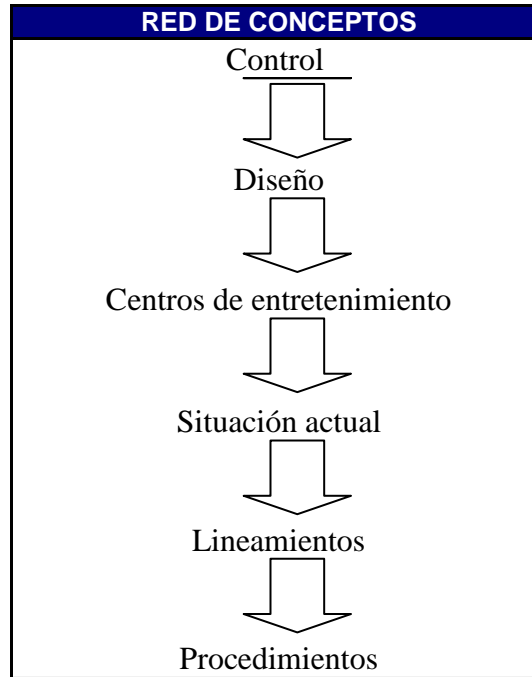 RED DE CONCEPTOS
Control
Diseño
Centros de entretenimiento
Situación actual
Lineamientos
Procedimientos